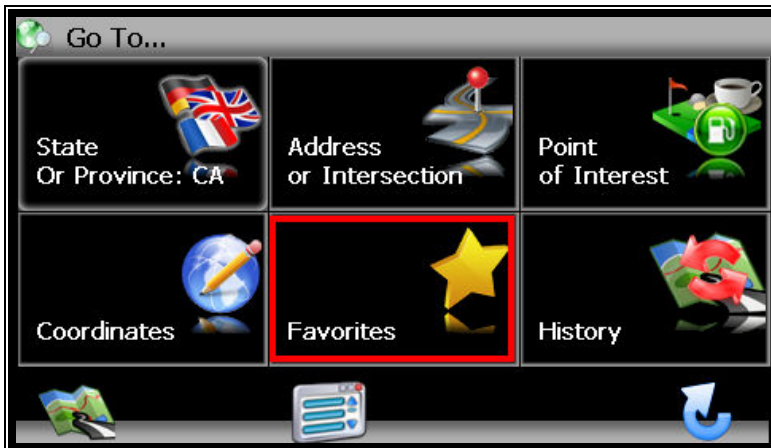 Go To...
State
Or Province: CA
Address
or Intersection
Point
of Interest
Coordinates
Favorites
History